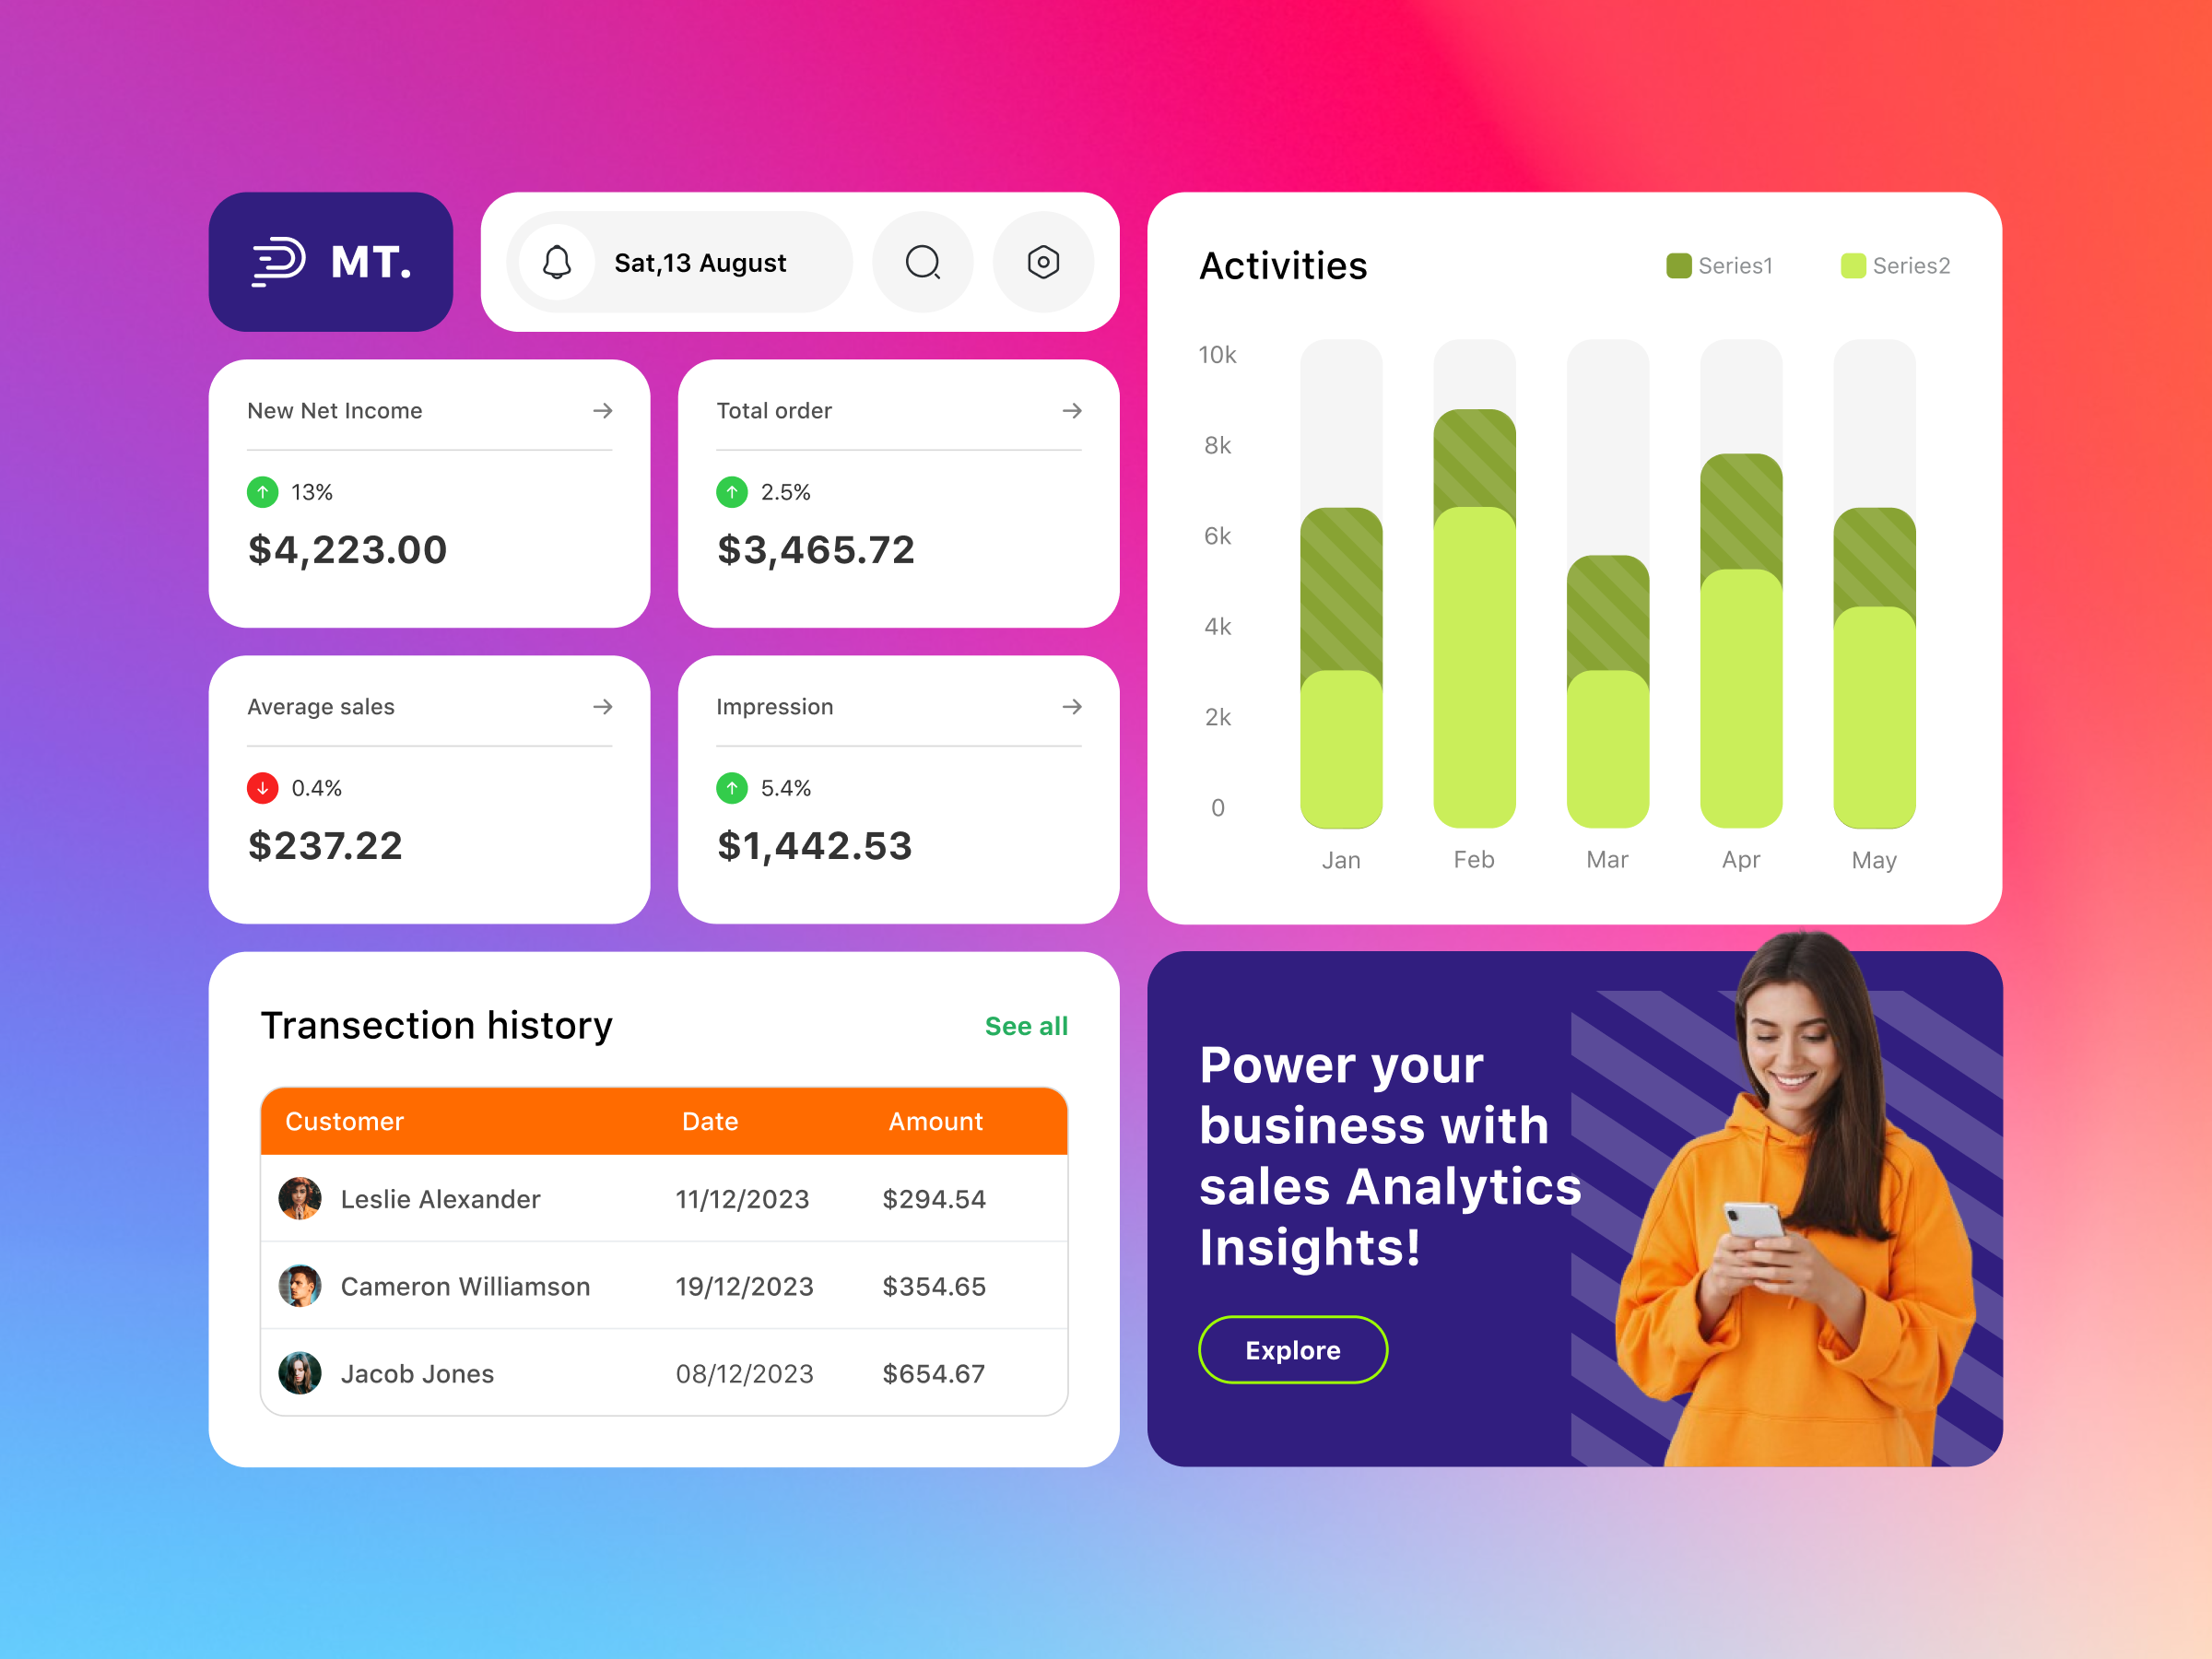 MT.
Sat,13 August
New Net Income
13%
$4,223.00
Total order
2.5%
$3,465.72
Average sales
0.4%
$237.22
Impression
5.4%
$1,442.53
Activities
Series1
Series2
10k
8k
6k
4k
2k
0
Jan
Feb
Mar
Apr
May
Transection history
See all
Customer Date Amount
Leslie Alexander 11/12/2023 $294.54
Cameron Williamson 19/12/2023 $354.65
Jacob Jones 08/12/2023 $654.67
Power your
business with
sales Analytics
Insights!
Explore